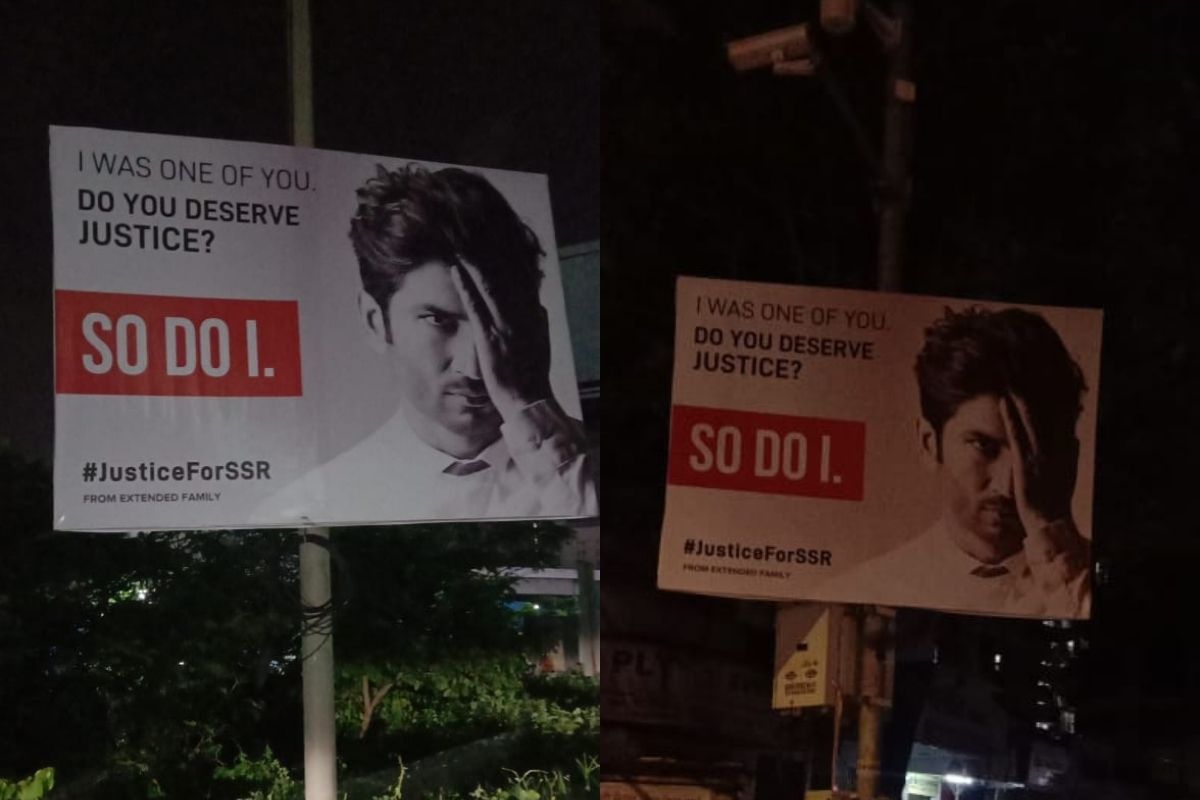 I WAS ONE OF YOU.
DO YOU DESERVE
JUSTICE?
SO DO I.
#JusticeForSSR
FROM EXTENDED FAMILY
I WAS ONE OF YOU.
DO YOU DESERVE
JUSTICE?
SO DO I.
#JusticeForSSR
FROM EXTENDED FAMILY